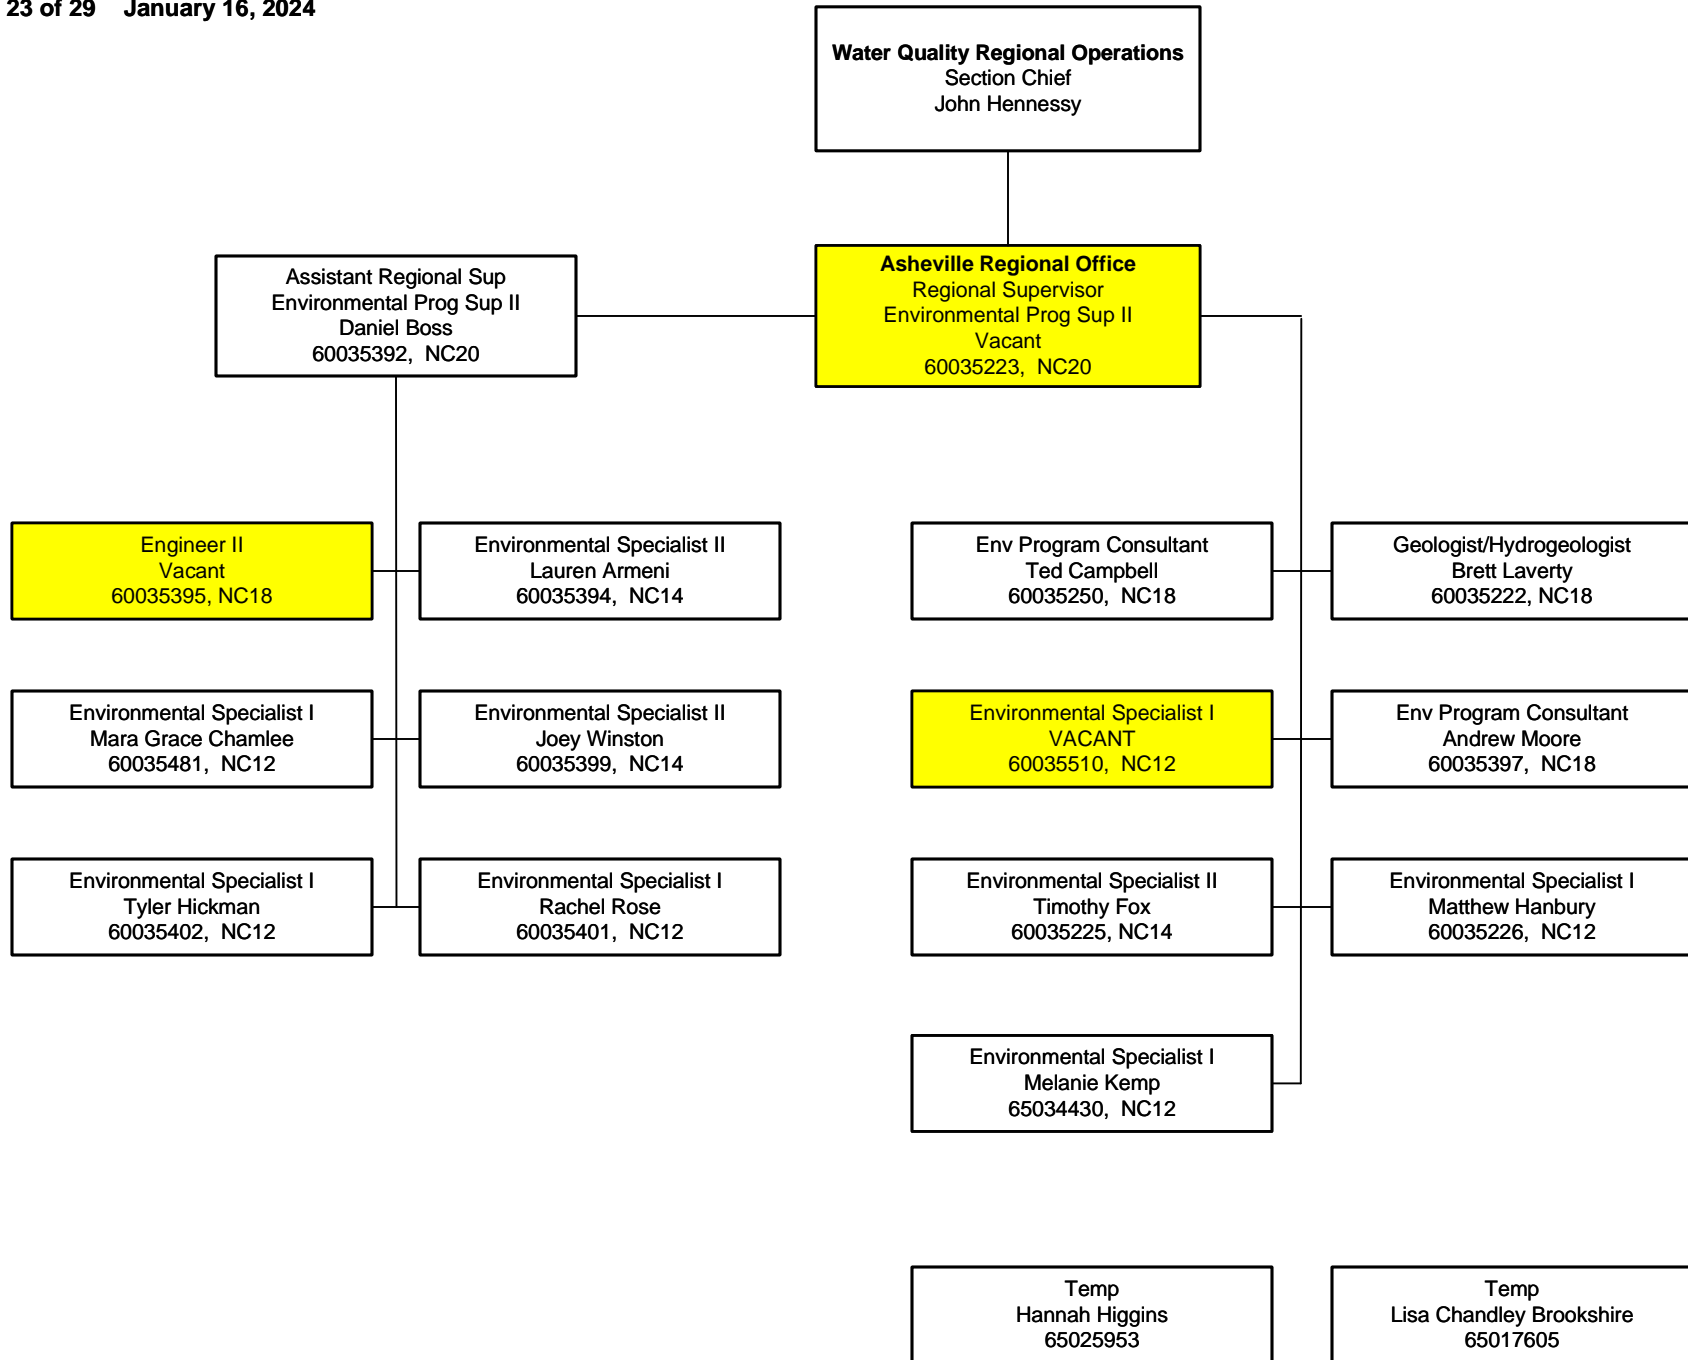 23 of 29 January 16, 2024
Water Quality Regional Operations
Section Chief
John Hennessy
Assistant Regional Sup
Environmental Prog Sup II
Daniel Boss
60035392, NC20
Asheville Regional Office
Regional Supervisor
Environmental Prog Sup II
Vacant
60035223, NC20
Engineer II
Vacant
60035395, NC18
Environmental Specialist II
Lauren Armeni
60035394, NC14
Env Program Consultant
Ted Campbell
60035250, NC18
Geologist/Hydrogeologist
Brett Laverty
60035222, NC18
Environmental Specialist I
Mara Grace Chamlee
60035481, NC12
Environmental Specialist II
Joey Winston
60035399, NC14
Environmental Specialist I
VACANT
60035510, NC12
Env Program Consultant
Andrew Moore
60035397, NC18
Environmental Specialist I
Tyler Hickman
60035402, NC12
Environmental Specialist I
Rachel Rose
60035401, NC12
Environmental Specialist II
Timothy Fox
60035225, NC14
Environmental Specialist I
Matthew Hanbury
60035226, NC12
Environmental Specialist I
Melanie Kemp
65034430, NC12
Temp
Hannah Higgins
65025953
Temp
Lisa Chandley Brookshire
65017605